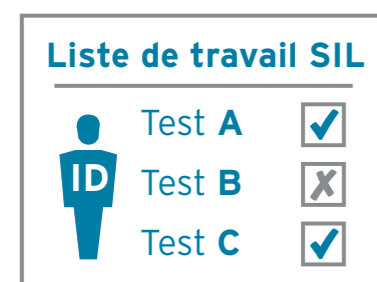 Liste de travail SIL
Test A
ID
Test B
Test C